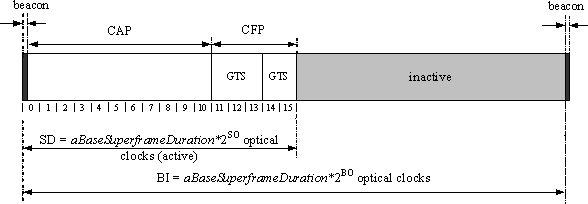 beacon
beacon
CAP
CFP
GTS
GTS
inactive
0 | 1 | 2 | 3 | 4 | 5 | 6 | 7 | 8 | 9 | 10 | 11 | 12 | 13 | 14 | 15
SD = aBaseSuperframeDuration*2^SO optical
clocks (active)
BI = aBaseSuperframeDuration*2^BO optical clocks